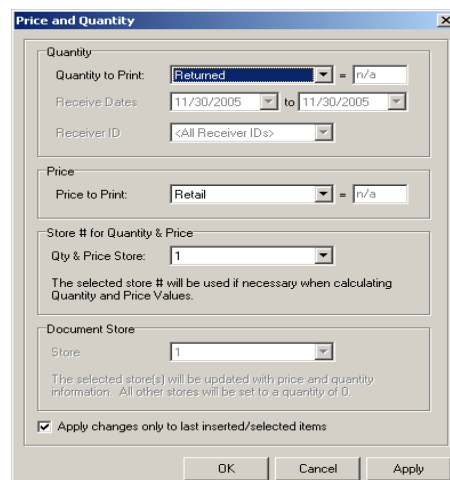 Price and Quantity
Quantity
Quantity to Print: Returned = n/a
Receive Dates 11/30/2005 to 11/30/2005
Receiver ID <All Receiver IDs>
Price
Price to Print: Retail = n/a
Store # for Quantity & Price
Qty & Price Store: 1
The selected store # will be used if necessary when calculating
Quantity and Price Values.
Document Store
Store 1
The selected store(s) will be updated with price and quantity
information. All other stores will be set to a quantity of 0.
Apply changes only to last inserted/selected items
OK Cancel Apply